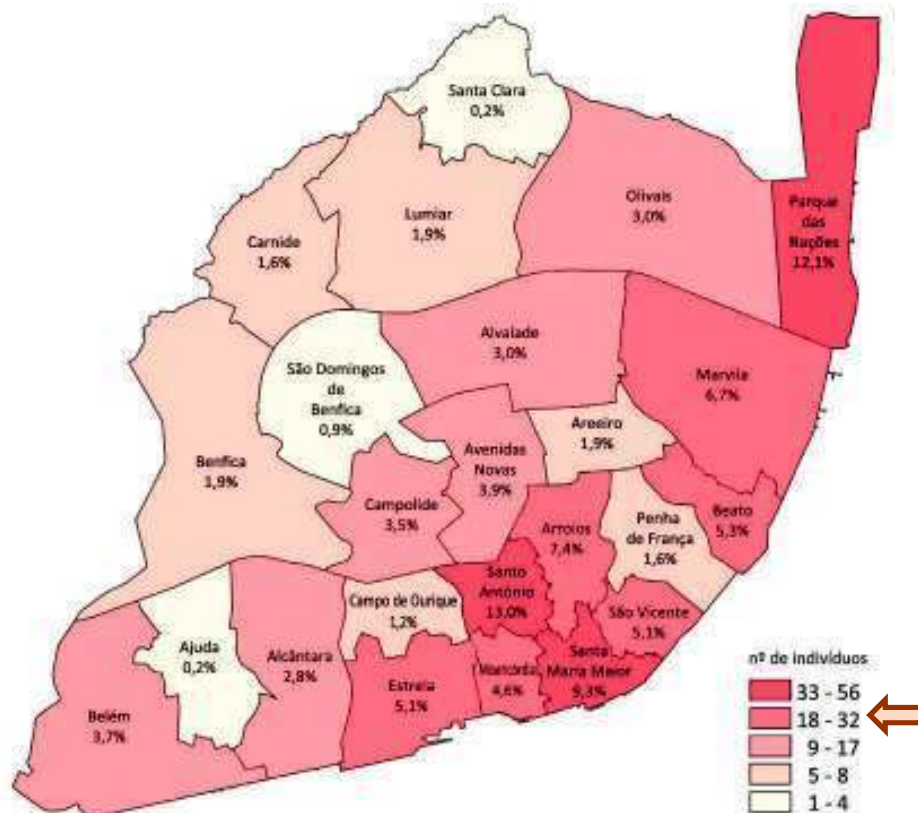 Santa Clara
0,2%
Olivais
3,0%
Parque
das
Nações
12,1%
Lumiar
1,9%
Carnide
1,6%
Alvalade
3,0%
São Domingos
de
Benfica
0,9%
Marvila
6,7%
Areeiro
1,9%
Avenidas
Novas
3,9%
Benfica
1,9%
Campolide
3,5%
Arroios
7,4%
Penha
de França
1,6%
Beato
5,3%
Santo
António
13,0%
Campo de Ourique
1,2%
São Vicente
5,1%
Ajuda
0,2%
Alcântara
2,8%
Estrela
5,1%
Misericórdia
4,6%
Santa
Maria Maior
9,3%
Belém
3,7%
nº de indivíduos
33 - 56
18 - 32
9 - 17
5 - 8
1 - 4